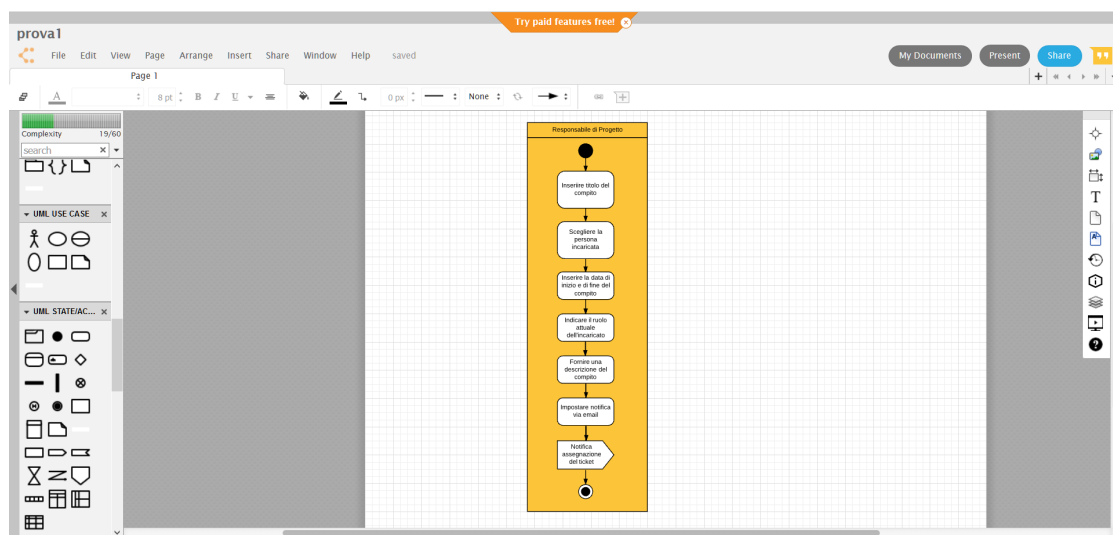 Try paid features free!
prova1
File Edit View Page Arrange Insert Share Window Help saved
My Documents Present Share
Page 1
A 8 pt B I U 0 px None
Complexity 19/60
search
Responsabile di Progetto
Inserire titolo del
compito
Scegliere la
persona
incaricata
Inserire la data di
inizio e di fine del
compito
Indicare il ruolo
attuale
dell'incaricato
Fornire una
descrizione del
compito
Impostare notifica
via email
Notifica
assegnazione
del ticket
UML USE CASE
UML STATE/AC...
T